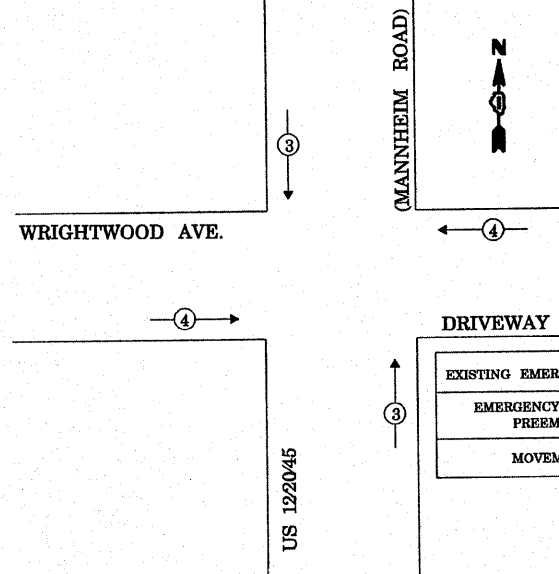 (MANNHEIM ROAD)
N
3
WRIGHTWOOD AVE.
4
4
DRIVEWAY
EXISTING EMER
EMERGENCY
PREEM
MOVEM
3
US 12/20/45